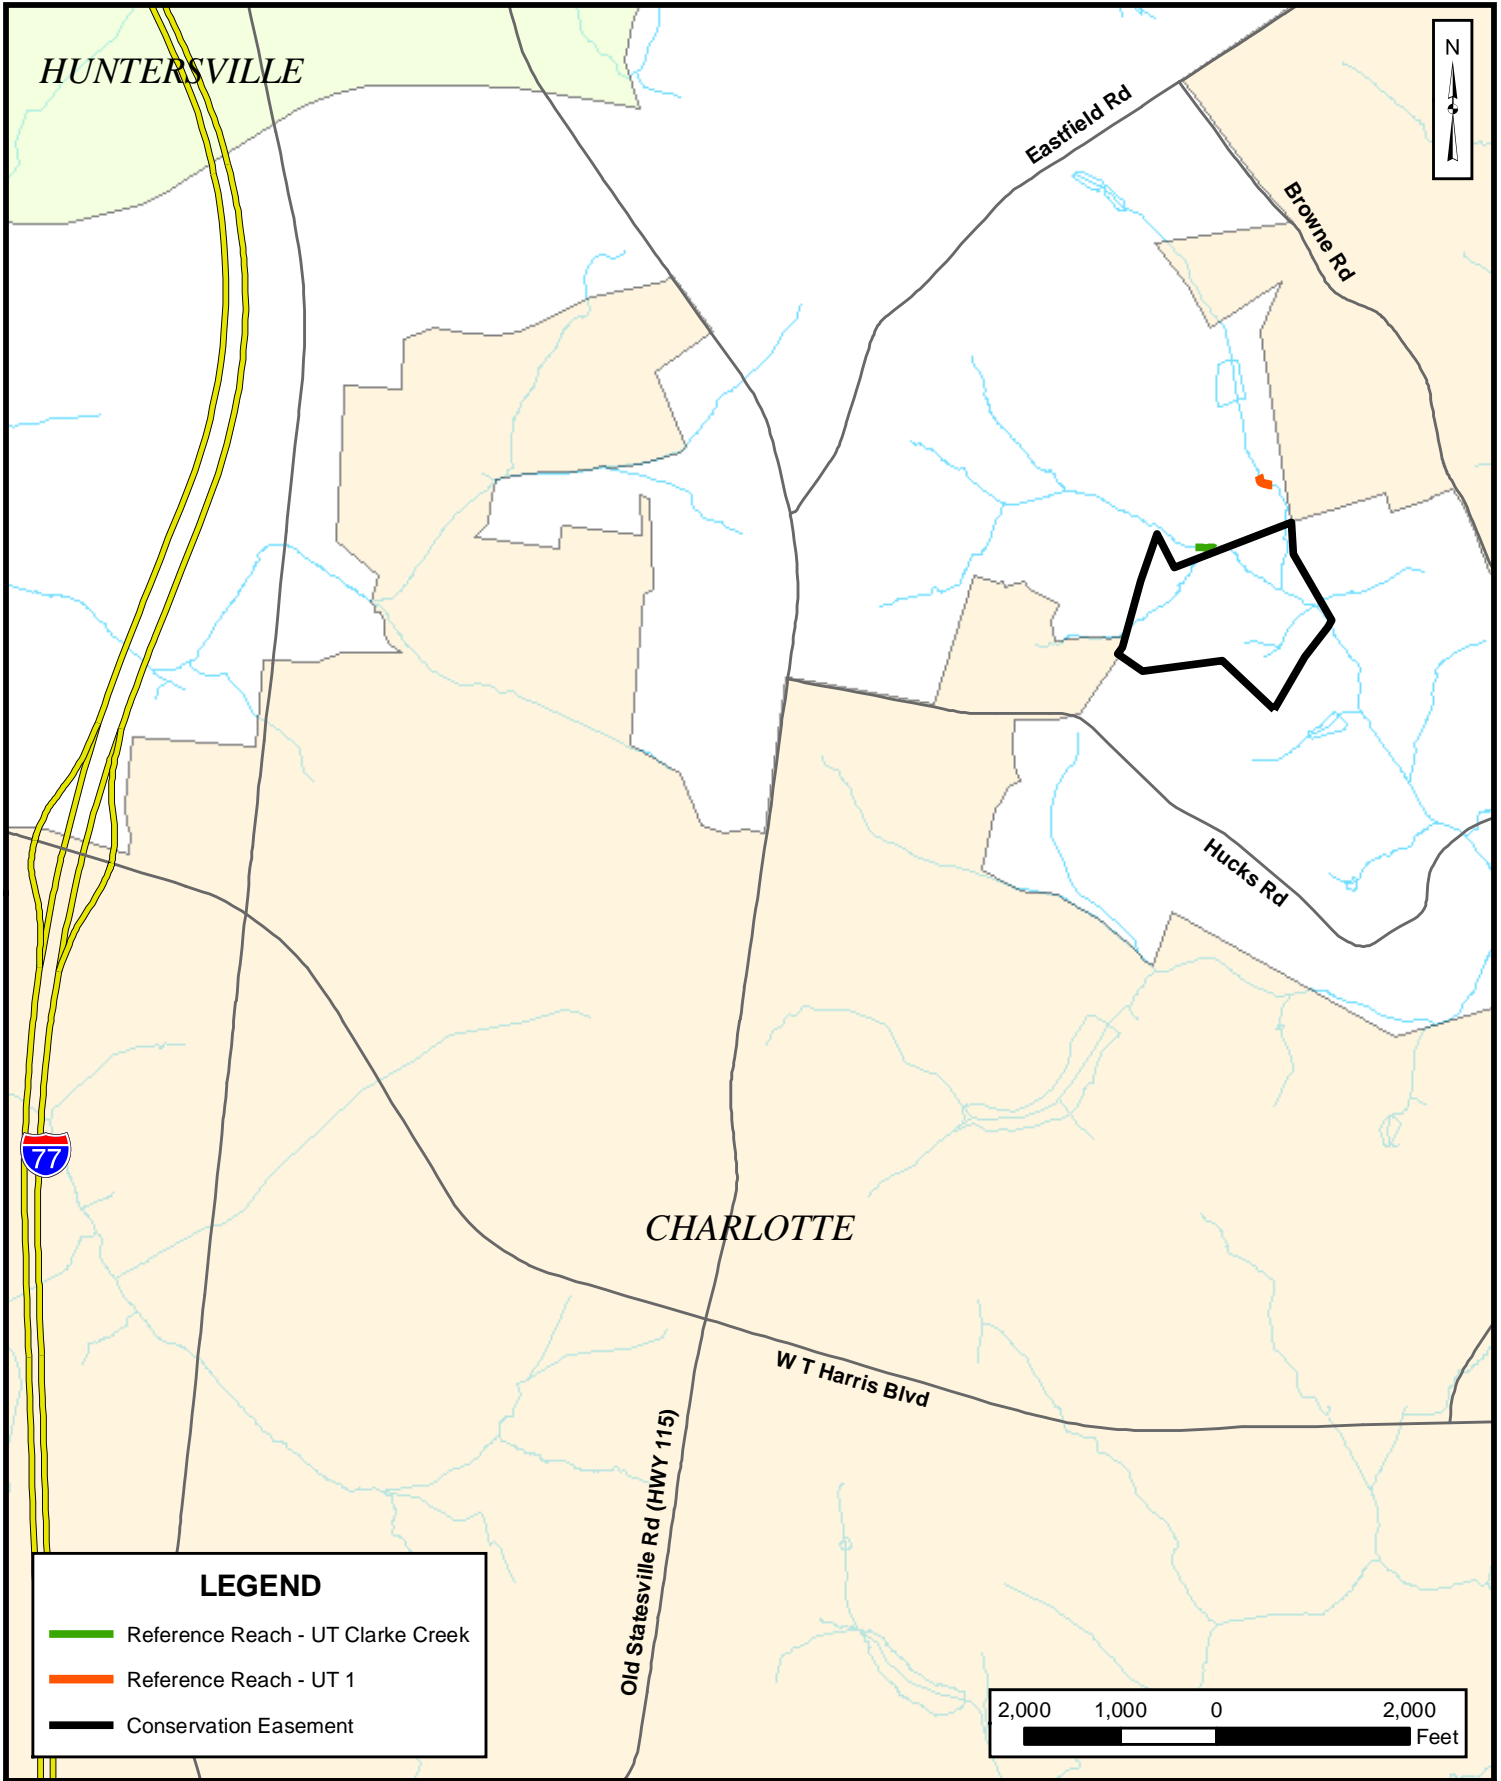 HUNTERSVILLE
N
Eastfield Rd
Browne Rd
Hucks Rd
77
CHARLOTTE
W T Harris Blvd
Old Statesville Rd (HWY 115)
LEGEND
Reference Reach - UT Clarke Creek
Reference Reach - UT 1
Conservation Easement
2,000 1,000 0 2,000
Feet